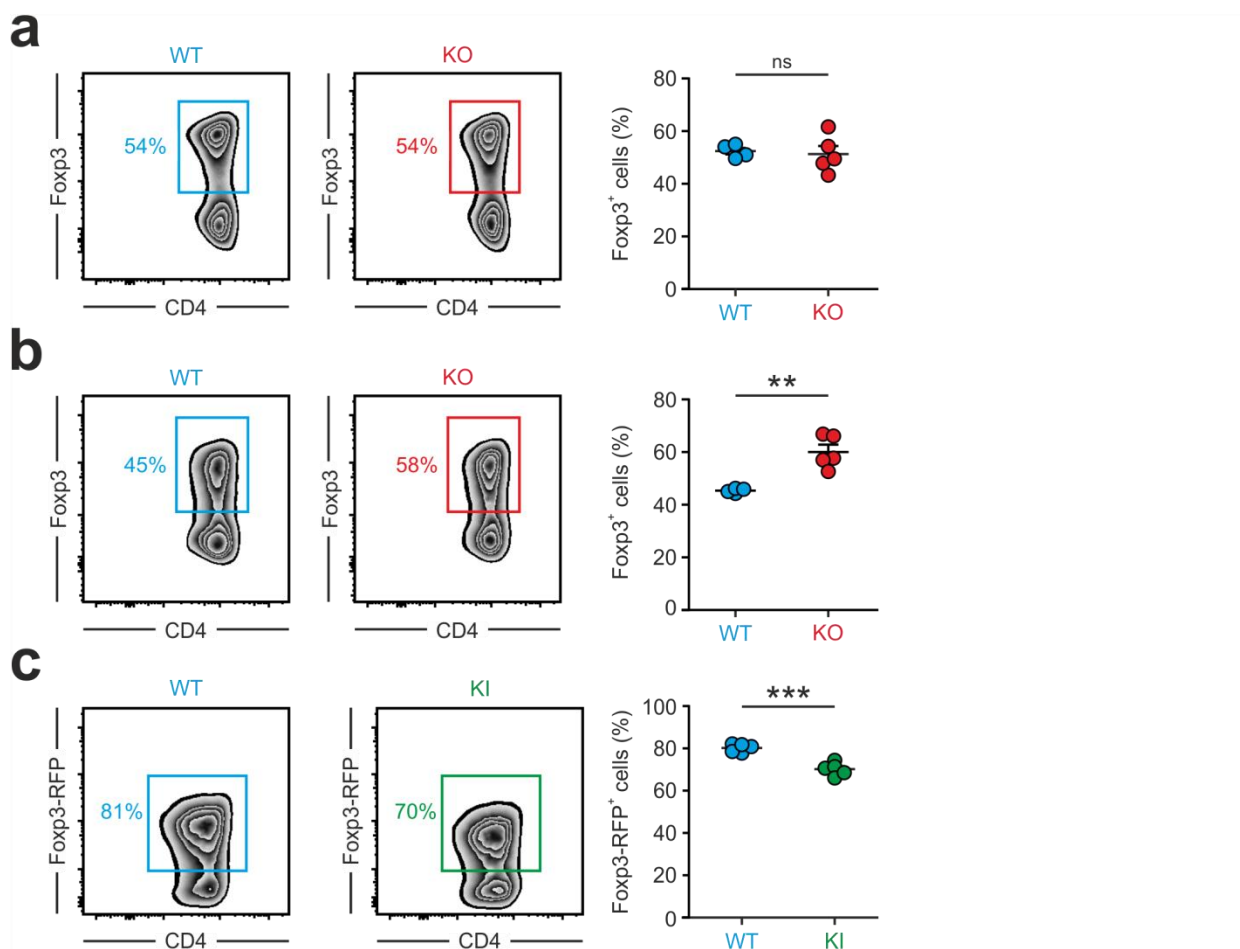 a
WT
KO
54%
54%
Foxp3
Foxp3
CD4
CD4
ns
Foxp3⁺ cells (%)
80
60
40
20
0
WT
KO
b
WT
KO
45%
58%
Foxp3
Foxp3
CD4
CD4
**
Foxp3⁺ cells (%)
80
60
40
20
0
WT
KO
c
WT
KI
81%
70%
Foxp3-RFP
Foxp3-RFP
CD4
CD4
***
Foxp3-RFP⁺ cells (%)
100
80
60
40
20
0
WT
KI